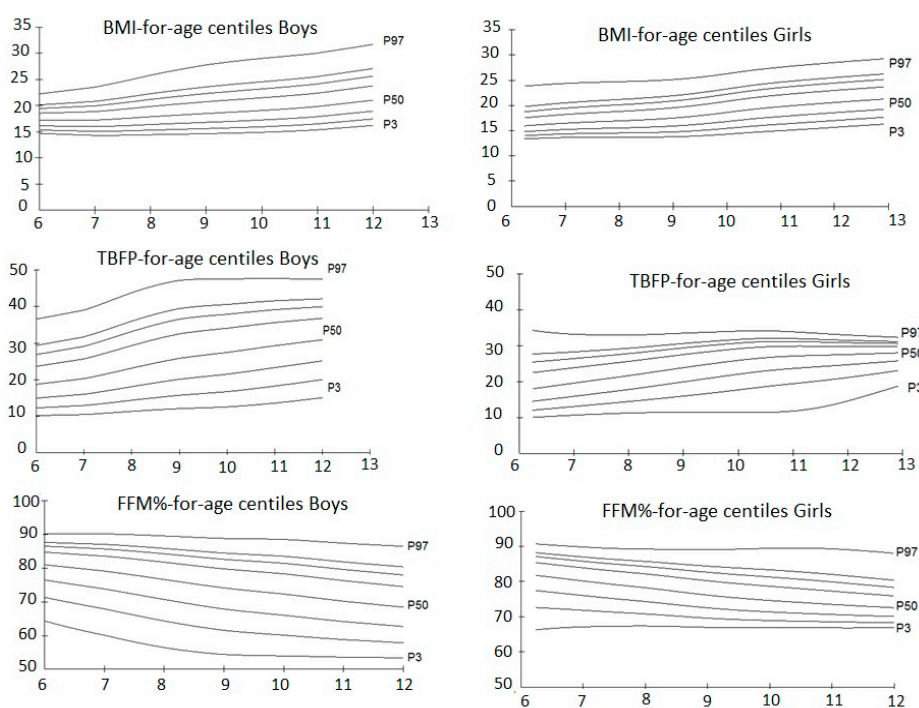 BMI-for-age centiles Boys
35
30
25
20
15
10
5
0
P97
P50
P3
6 7 8 9 10 11 12 13
BMI-for-age centiles Girls
35
30
25
20
15
10
5
0
P97
P50
P3
6 7 8 9 10 11 12 13
TBFP-for-age centiles Boys
50
40
30
20
10
0
P97
P50
P3
6 7 8 9 10 11 12 13
TBFP-for-age centiles Girls
50
40
30
20
10
0
P97
P50
P3
6 7 8 9 10 11 12 13
FFM%-for-age centiles Boys
100
90
80
70
60
50
P97
P50
P3
6 7 8 9 10 11 12
FFM%-for-age centiles Girls
100
90
80
70
60
50
P97
P50
P3
6 7 8 9 10 11 12